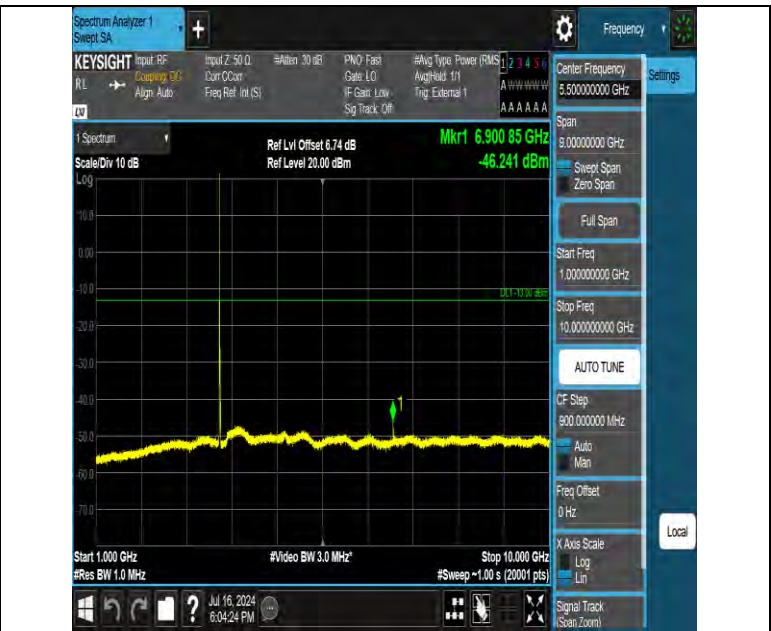 Spectrum Analyzer 1
Swept SA
+
Frequency
KEYSIGHT Input: RF Input Z: 50 Ω #Atten: 30 dB PNO: Fast #Avg Type: Power (RMS 1 2 3 4 5 6
RL Coupling: DC Corr CCorr Gate: LO Avg|Hold: 1/1 A W W W W W
Align: Auto Freq Ref: Int (S) IF Gain: Low Trig: External 1
Sig Track: Off A A A A A A
Settings
Center Frequency
5.500000000 GHz
Span
9.00000000 GHz
Swept Span
Zero Span
Full Span
Start Freq
1.000000000 GHz
Stop Freq
10.000000000 GHz
AUTO TUNE
CF Step
900.000000 MHz
Auto
Man
Freq Offset
0 Hz
X Axis Scale
Log
Lin
Signal Track
(Span Zoom)
Local
1 Spectrum
Scale/Div 10 dB
Ref Lvl Offset 6.74 dB
Ref Level 20.00 dBm
Mkr1 6.900 85 GHz
-46.241 dBm
Log
10.0
0.00
-10.0
DL1 -13.00 dBm
-20.0
-30.0
-40.0
1
-50.0
-60.0
-70.0
Start 1.000 GHz #Video BW 3.0 MHz* Stop 10.000 GHz
#Res BW 1.0 MHz #Sweep ~1.00 s (20001 pts)
? Jul 16, 2024
6:04:24 PM